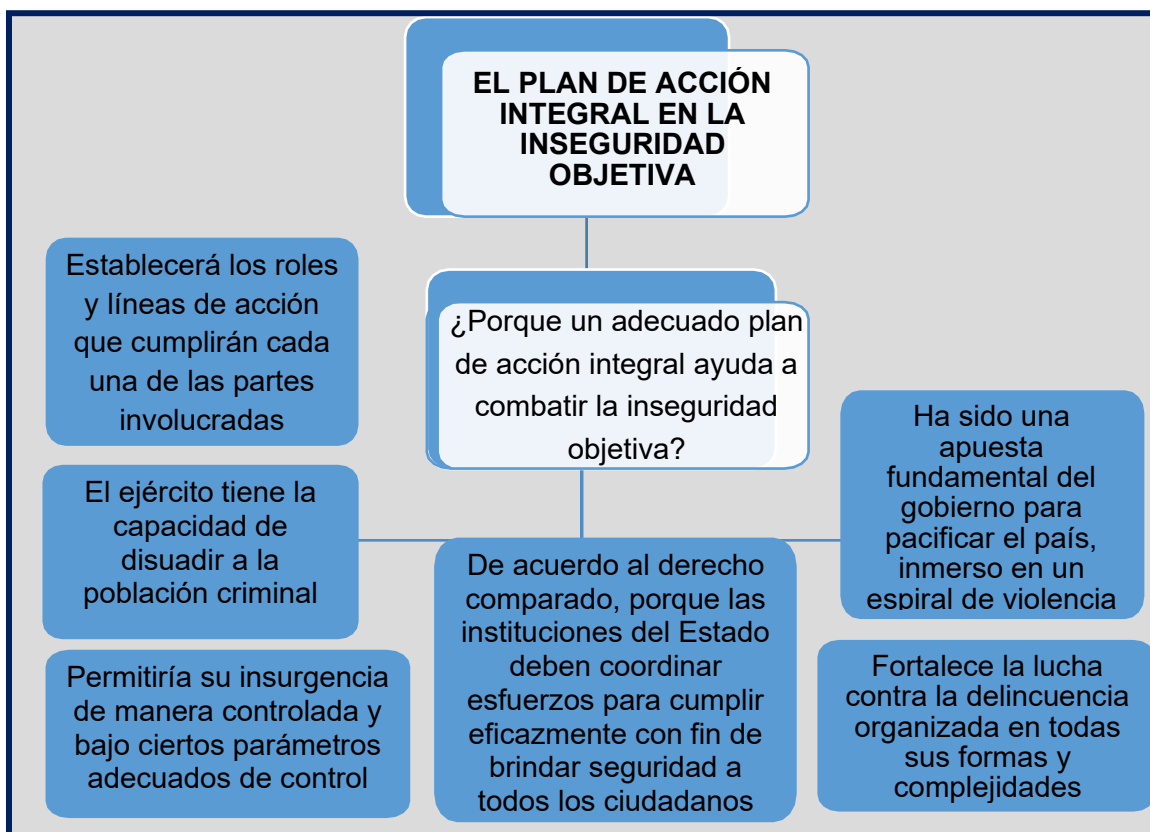 EL PLAN DE ACCIÓN
INTEGRAL EN LA
INSEGURIDAD
OBJETIVA
¿Porque un adecuado plan
de acción integral ayuda a
combatir la inseguridad
objetiva?
Establecerá los roles
y líneas de acción
que cumplirán cada
una de las partes
involucradas
El ejército tiene la
capacidad de
disuadir a la
población criminal
Permitiría su insurgencia
de manera controlada y
bajo ciertos parámetros
adecuados de control
De acuerdo al derecho
comparado, porque las
instituciones del Estado
deben coordinar
esfuerzos para cumplir
eficazmente con fin de
brindar seguridad a
todos los ciudadanos
Ha sido una
apuesta
fundamental del
gobierno para
pacificar el país,
inmerso en un
espiral de violencia
Fortalece la lucha
contra la delincuencia
organizada en todas
sus formas y
complejidades